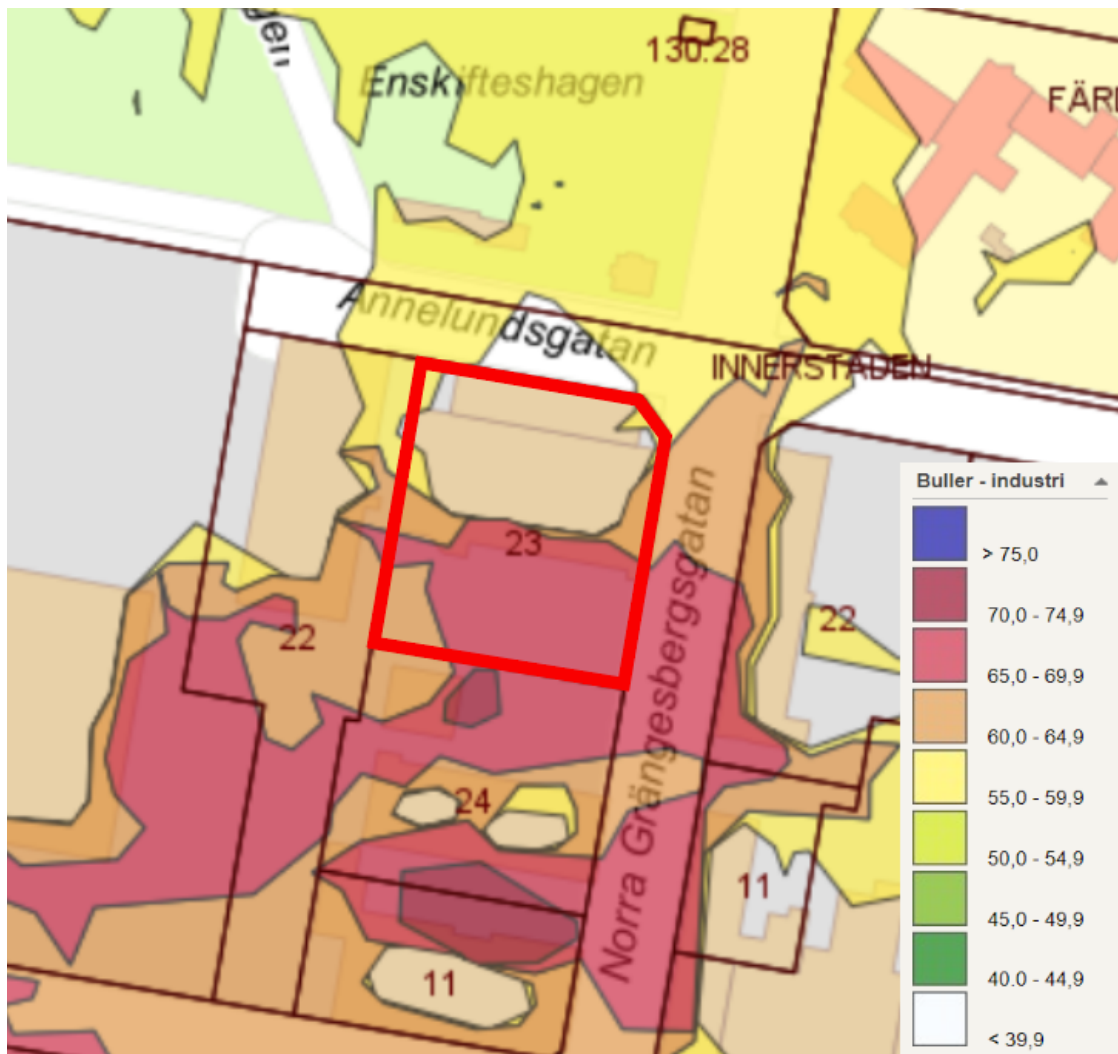 gen
130:28
Enskifteshagen
Annelundsgatan
INNERSTADEN
23
Norra Grängesbergsgatan
22
22
24
11
11
Buller - industri
> 75,0
70,0 - 74,9
65,0 - 69,9
60,0 - 64,9
55,0 - 59,9
50,0 - 54,9
45,0 - 49,9
40.0 - 44,9
< 39,9